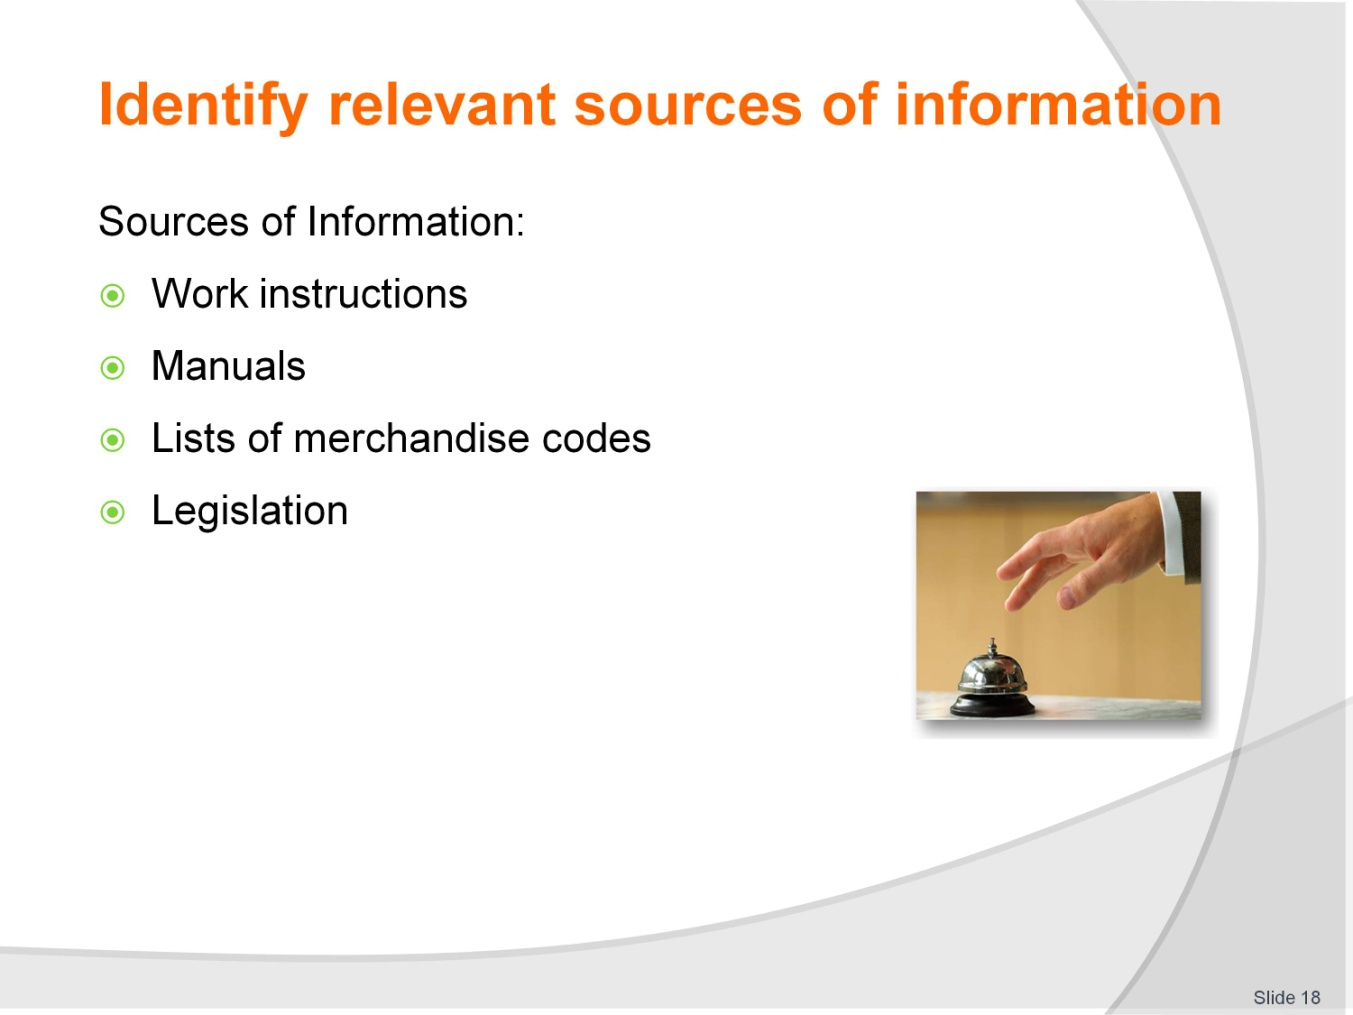 Identify relevant sources of information
Sources of Information:
Work instructions
Manuals
Lists of merchandise codes
Legislation
Slide 18